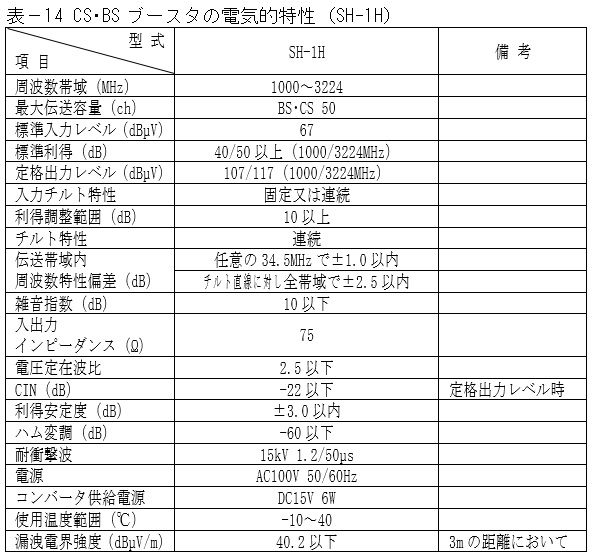 表－14 CS･BS ブースタの電気的特性 (SH-1H)
型 式
項 目
SH-1H
備 考
周波数帯域 (MHz) 1000～3224
最大伝送容量 (ch) BS･CS 50
標準入力レベル (dBμV) 67
標準利得 (dB) 40/50 以上 (1000/3224MHz)
定格出力レベル (dBμV) 107/117 (1000/3224MHz)
入力チルト特性 固定又は連続
利得調整範囲 (dB) 10 以上
チルト特性 連続
伝送帯域内 任意の 34.5MHz で±1.0 以内
周波数特性偏差 (dB) チルト直線に対し全帯域で±2.5 以内
雑音指数 (dB) 10 以下
入出力
インピーダンス (Ω) 75
電圧定在波比 2.5 以下
CIN (dB) -22 以下 定格出力レベル時
利得安定度 (dB) ±3.0 以内
ハム変調 (dB) -60 以下
耐衝撃波 15kV 1.2/50μs
電源 AC100V 50/60Hz
コンバータ供給電源 DC15V 6W
使用温度範囲 (℃) -10～40
漏洩電界強度 (dBμV/m) 40.2 以下 3m の距離において